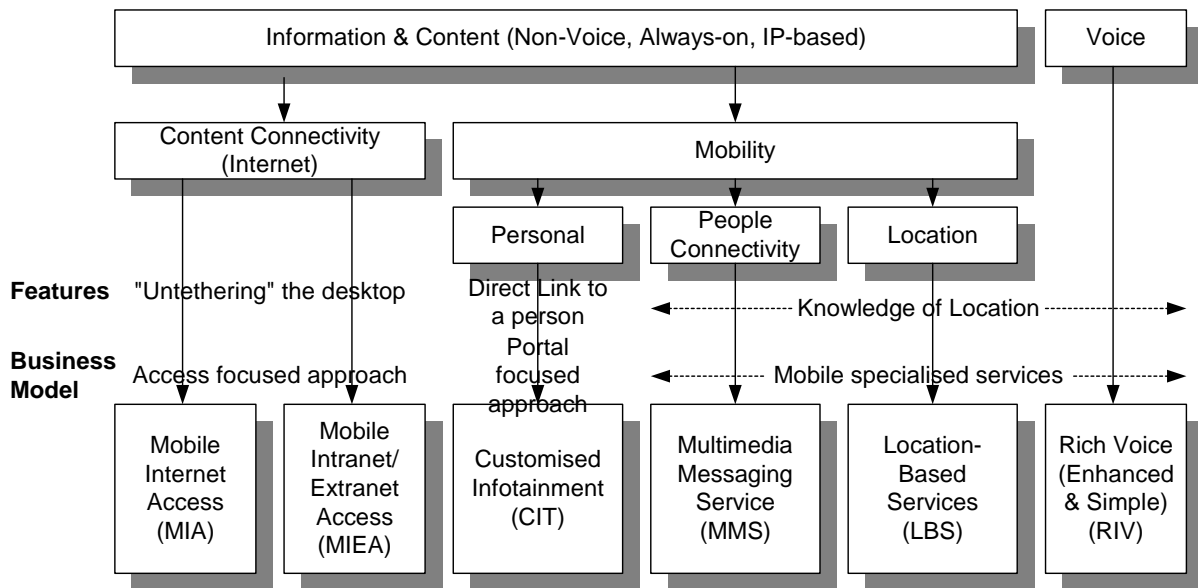 Information & Content (Non-Voice, Always-on, IP-based)
Voice
Content Connectivity
(Internet)
Mobility
Personal
People
Connectivity
Location
Features
"Untethering" the desktop
Direct Link to
a person
Knowledge of Location
Business
Model
Access focused approach
Portal
focused
approach
Mobile specialised services
Mobile
Internet
Access
(MIA)
Mobile
Intranet/
Extranet
Access
(MIEA)
Customised
Infotainment
(CIT)
Multimedia
Messaging
Service
(MMS)
Location-
Based
Services
(LBS)
Rich Voice
(Enhanced
& Simple)
(RIV)